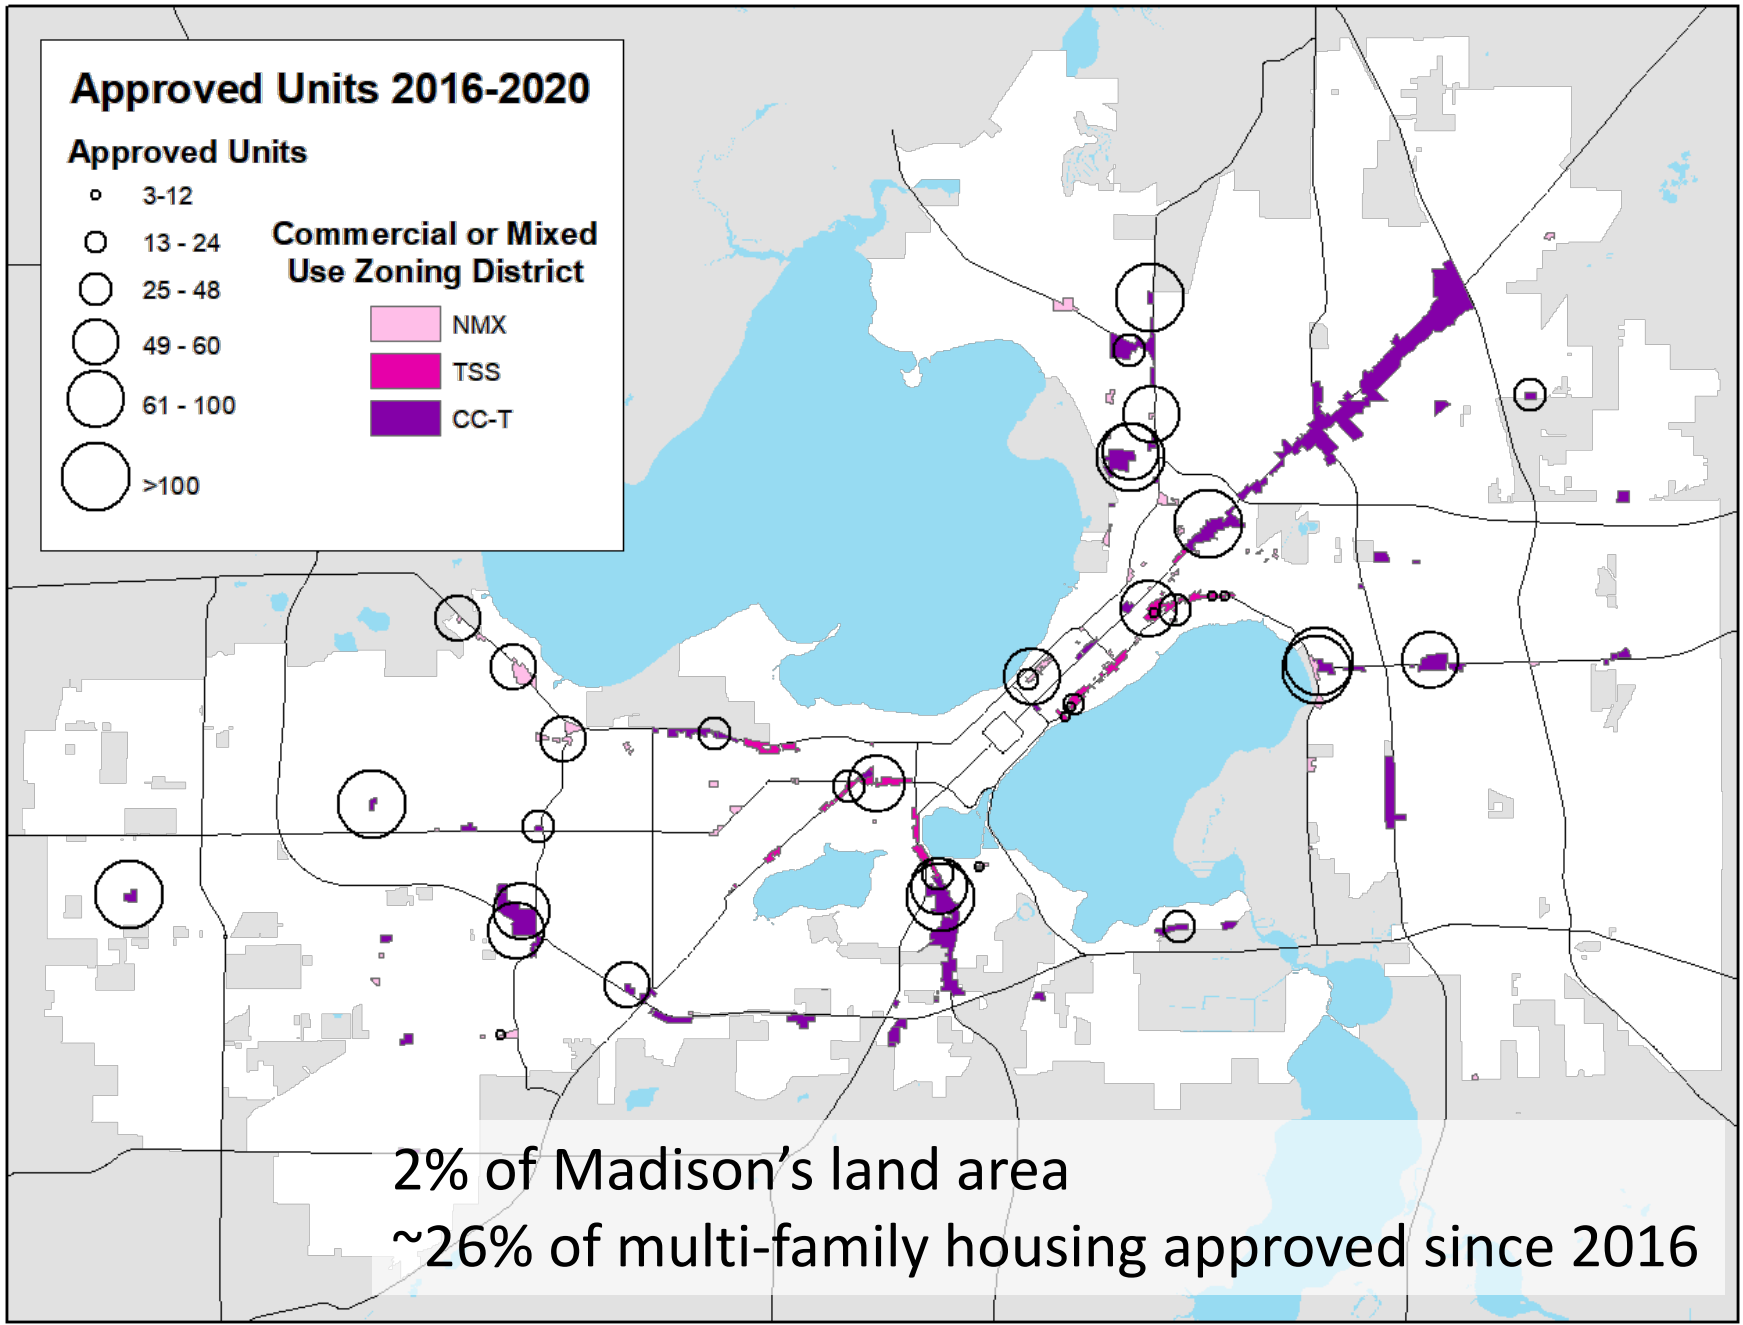 Approved Units 2016-2020
Approved Units
3-12
13 - 24
25 - 48
49 - 60
61 - 100
>100
Commercial or Mixed
Use Zoning District
NMX
TSS
CC-T
2% of Madison’s land area
~26% of multi-family housing approved since 2016